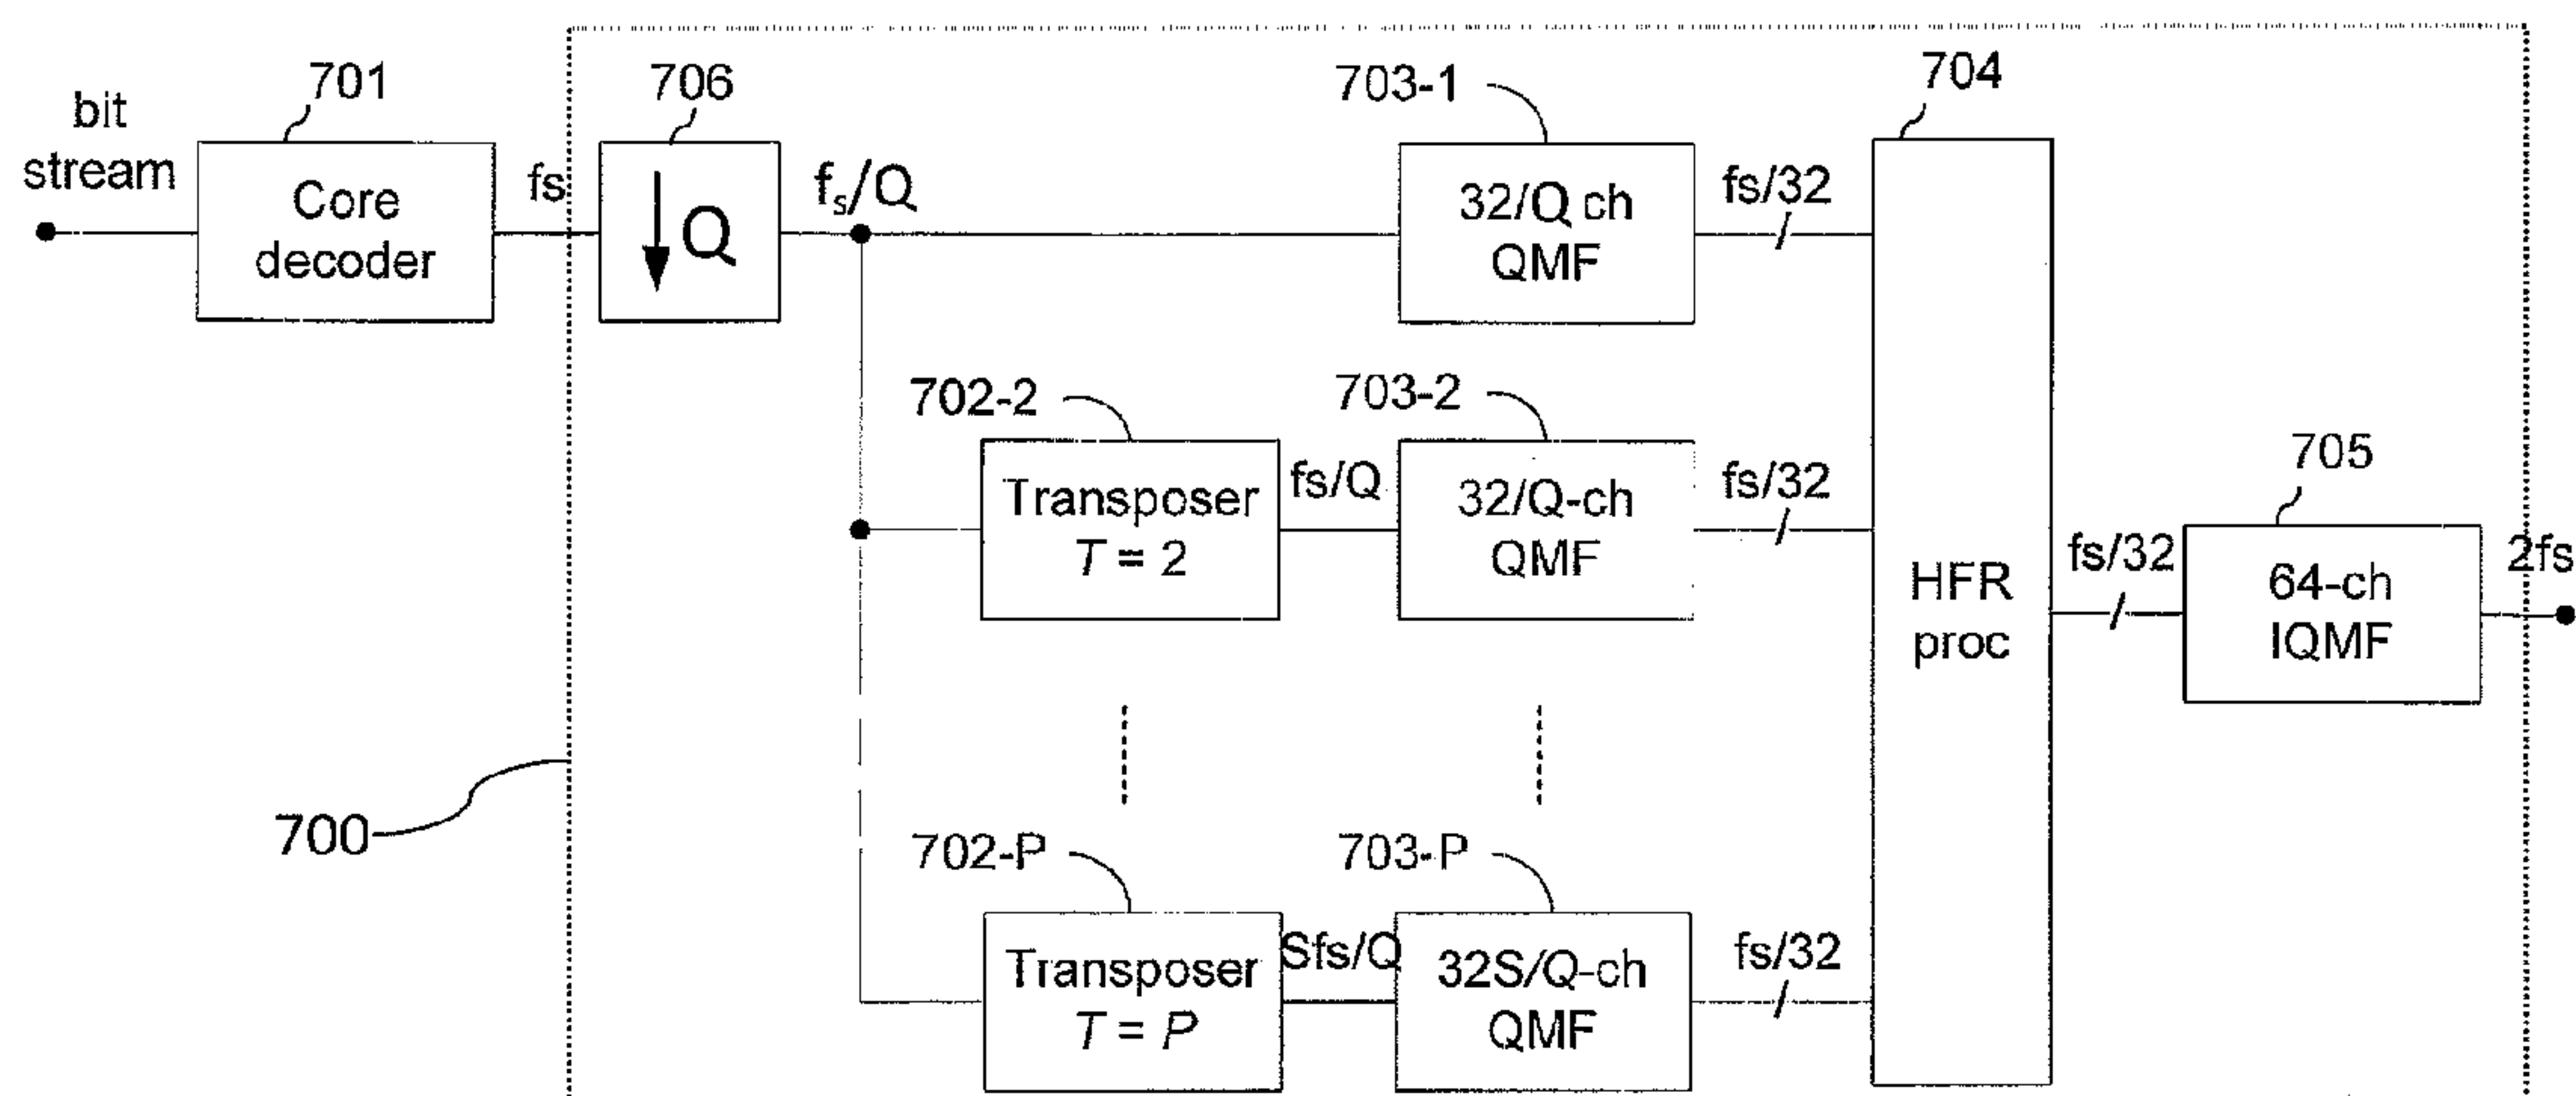 701
706
703-1
704
bit
stream
Core
decoder
fs
↓Q
fs/Q
32/Q ch
QMF
fs/32
702-2
703-2
705
Transposer
T = 2
fs/Q
32/Q-ch
QMF
fs/32
HFR
proc
fs/32
64-ch
IQMF
2fs
700
702-P
703-P
Transposer
T = P
Sfs/Q
32S/Q-ch
QMF
fs/32